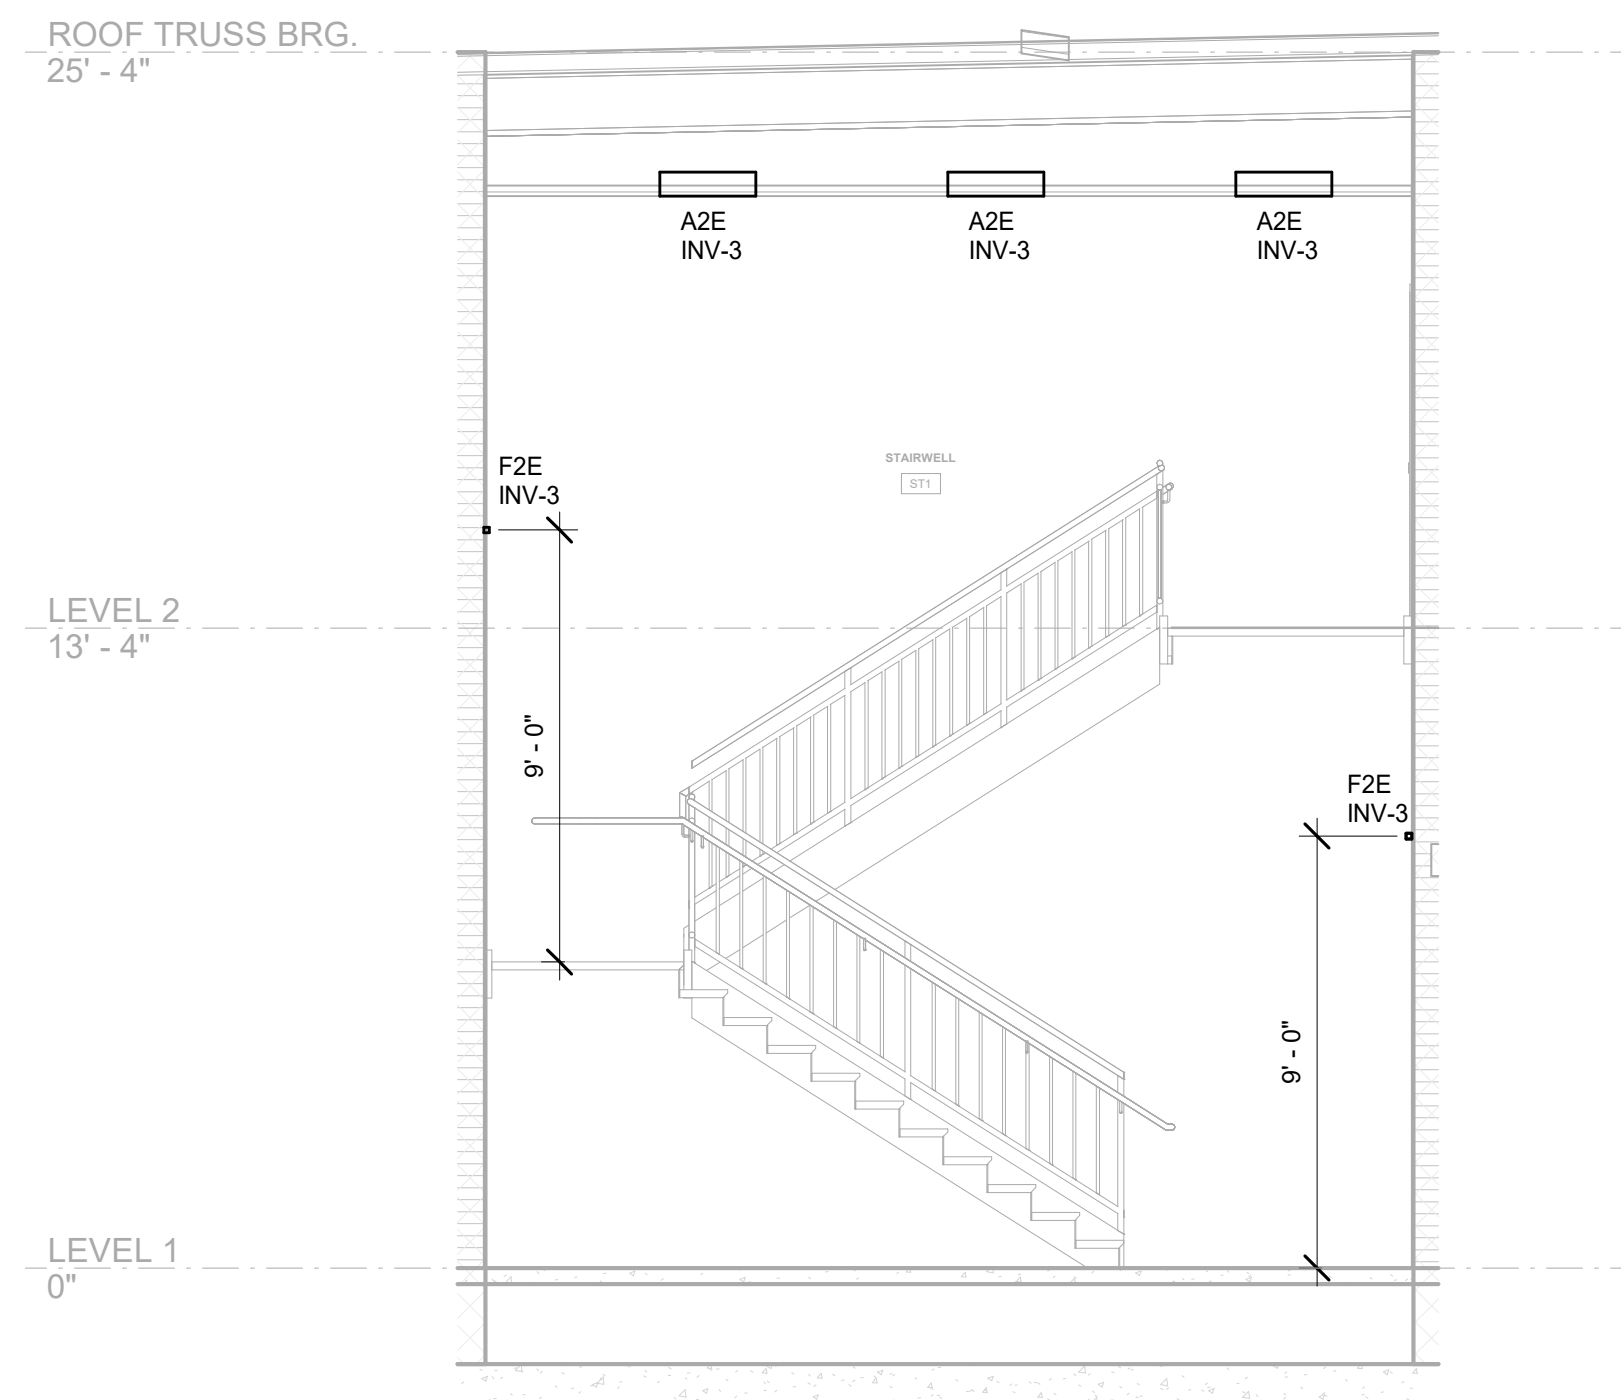 ROOF TRUSS BRG.
25' - 4"
A2E
INV-3
A2E
INV-3
A2E
INV-3
STAIRWELL
ST1
F2E
INV-3
LEVEL 2
13' - 4"
9' - 0"
F2E
INV-3
9' - 0"
LEVEL 1
0"